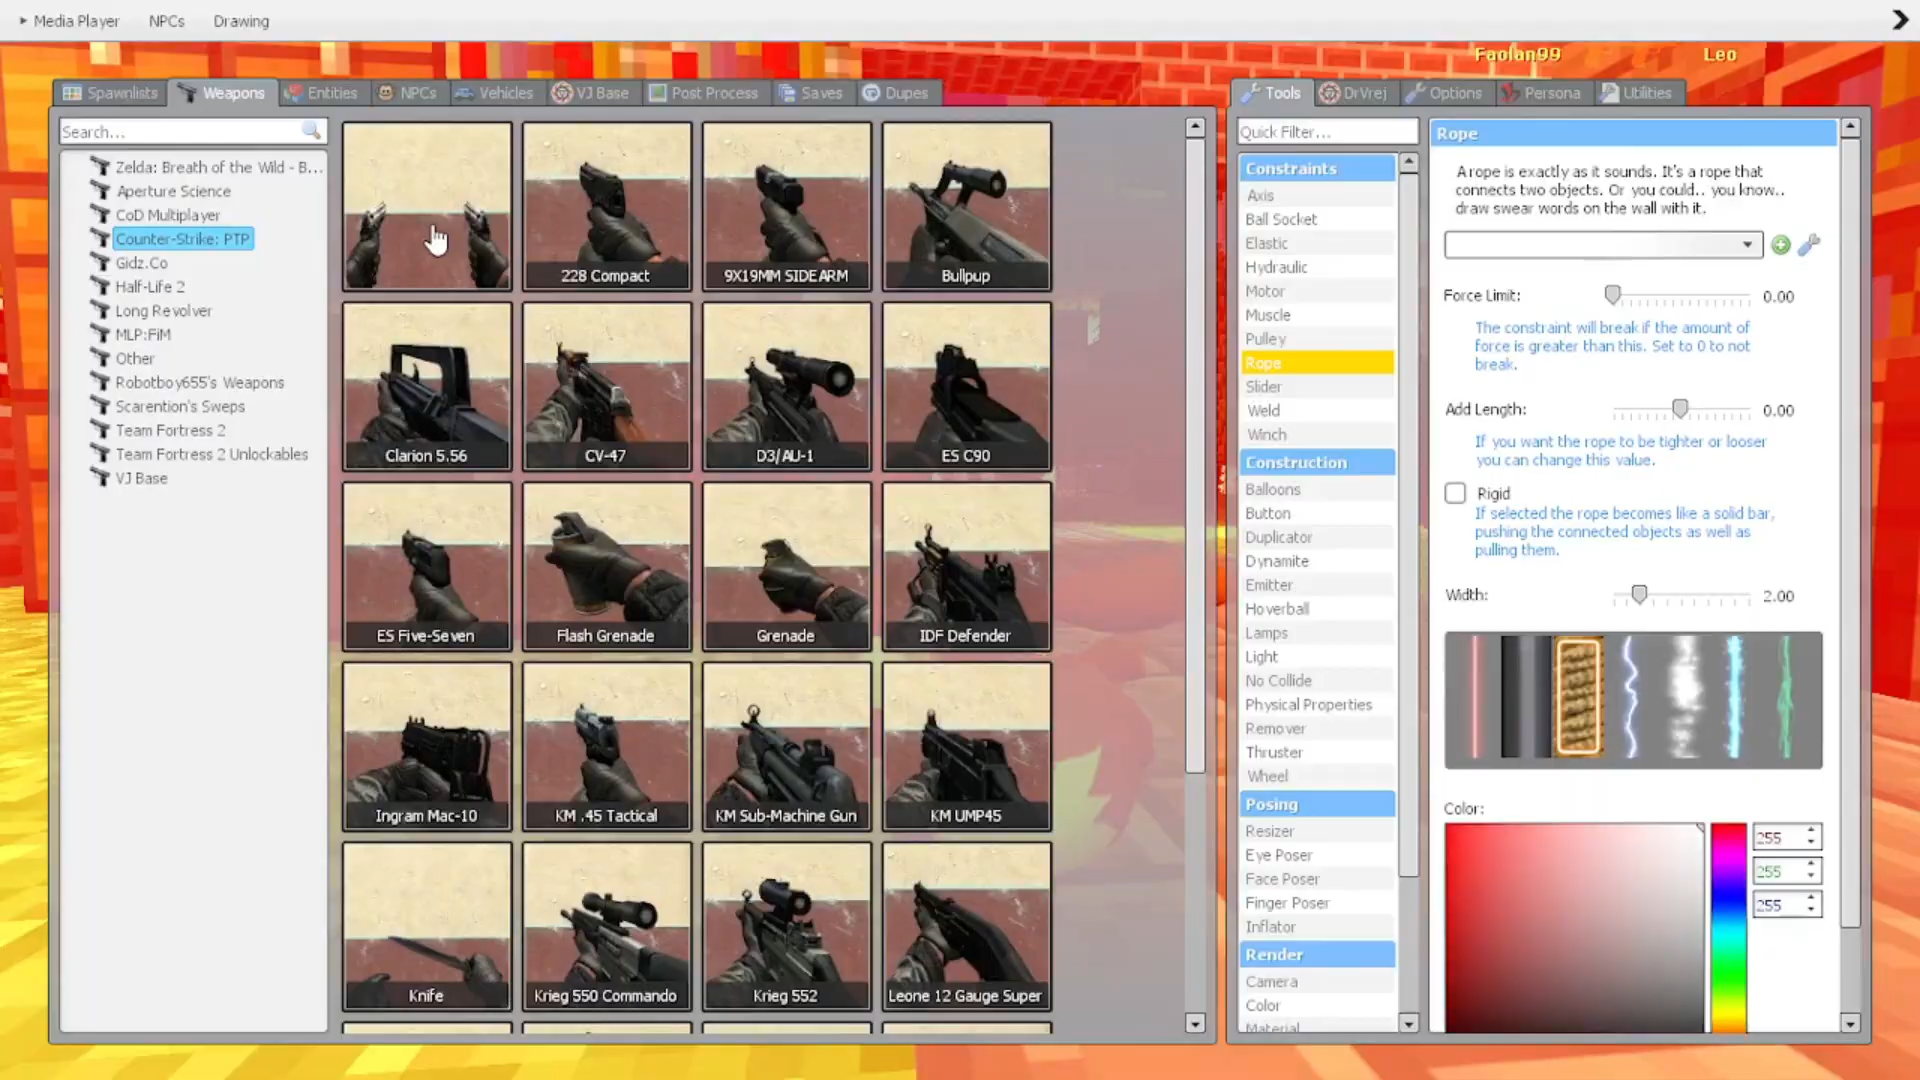 Media Player
NPCs
Drawing
Faolan99
Leo
Spawnlists
Weapons
Entities
NPCs
Vehicles
VJ Base
Post Process
Saves
Dupes
Search...
Zelda: Breath of the Wild - B...
Aperture Science
CoD Multiplayer
Counter-Strike: PTP
Gidz.Co
Half-Life 2
Long Revolver
MLP:FiM
Other
Robotboy655's Weapons
Scarention's Sweps
Team Fortress 2
Team Fortress 2 Unlockables
VJ Base
228 Compact
9X19MM SIDEARM
Bullpup
Clarion 5.56
CV-47
D3/AU-1
ES C90
ES Five-Seven
Flash Grenade
Grenade
IDF Defender
Ingram Mac-10
KM .45 Tactical
KM Sub-Machine Gun
KM UMP45
Knife
Krieg 550 Commando
Krieg 552
Leone 12 Gauge Super
Tools
DrVrej
Options
Persona
Utilities
Quick Filter...
Constraints
Axis
Ball Socket
Elastic
Hydraulic
Motor
Muscle
Pulley
Rope
Slider
Weld
Winch
Construction
Balloons
Button
Duplicator
Dynamite
Emitter
Hoverball
Lamps
Light
No Collide
Physical Properties
Remover
Thruster
Wheel
Posing
Resizer
Eye Poser
Face Poser
Finger Poser
Inflator
Render
Camera
Color
Material
Rope
A rope is exactly as it sounds. It's a rope that
connects two objects. Or you could.. you know..
draw swear words on the wall with it.
Force Limit:
0.00
The constraint will break if the amount of
force is greater than this. Set to 0 to not
break.
Add Length:
0.00
If you want the rope to be tighter or looser
you can change this value.
Rigid
If selected the rope becomes like a solid bar,
pushing the connected objects as well as
pulling them.
Width:
2.00
Color:
255
255
255